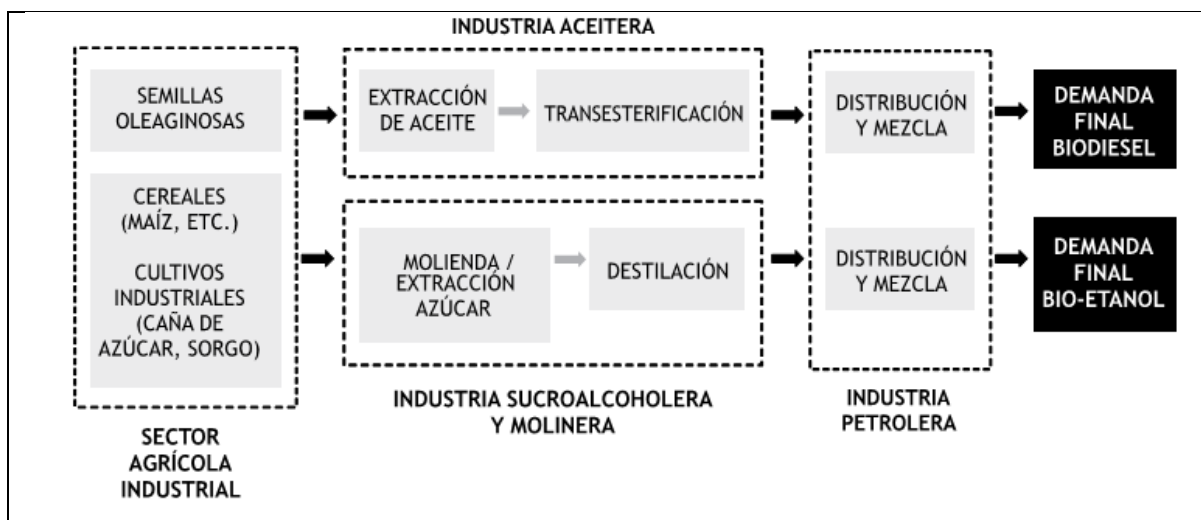 INDUSTRIA ACEITERA
SEMILLAS
OLEAGINOSAS
EXTRACCIÓN
DE ACEITE
TRANSESTERIFICACIÓN
DISTRIBUCIÓN
Y MEZCLA
DEMANDA
FINAL
BIODIESEL
CEREALES
(MAÍZ, ETC.)
CULTIVOS
INDUSTRIALES
(CAÑA DE
AZÚCAR, SORGO)
MOLIENDA /
EXTRACCIÓN
AZÚCAR
DESTILACIÓN
DISTRIBUCIÓN
Y MEZCLA
DEMANDA
FINAL
BIO-ETANOL
SECTOR
AGRÍCOLA
INDUSTRIAL
INDUSTRIA SUCROALCOHOLERA
Y MOLINERA
INDUSTRIA
PETROLERA